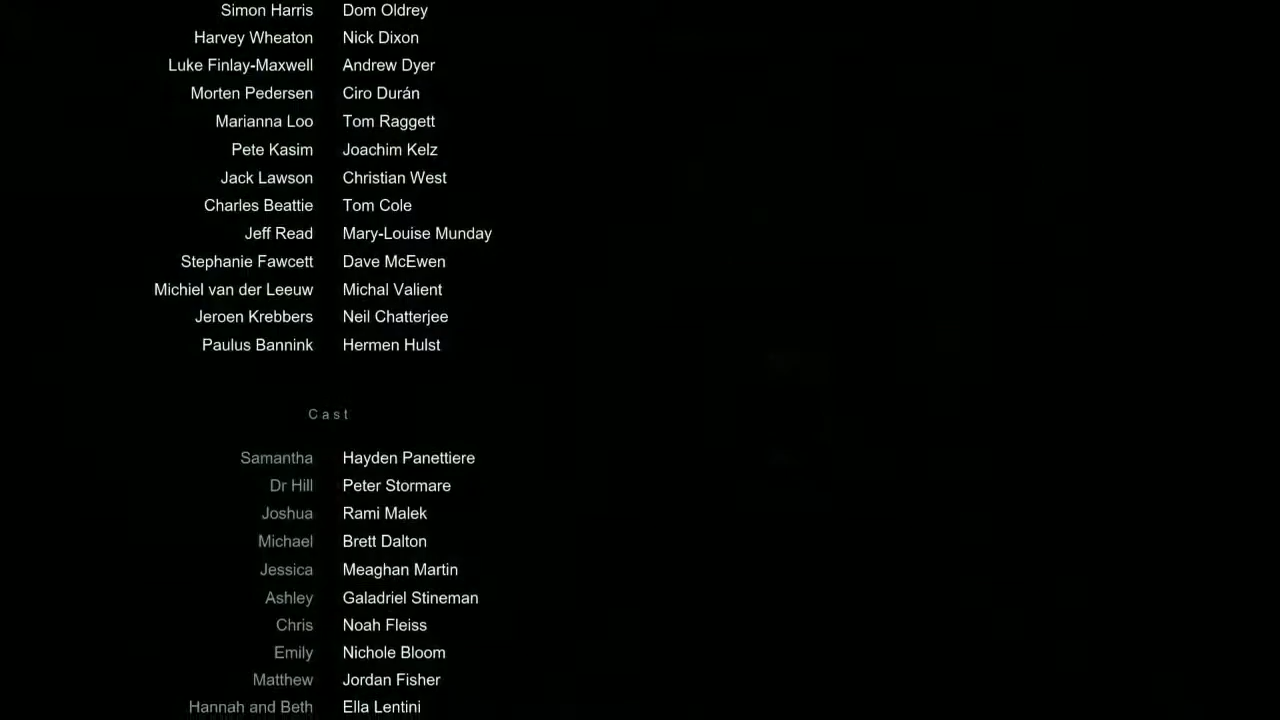 Simon Harris Dom Oldrey
Harvey Wheaton Nick Dixon
Luke Finlay-Maxwell Andrew Dyer
Morten Pedersen Ciro Durán
Marianna Loo Tom Raggett
Pete Kasim Joachim Kelz
Jack Lawson Christian West
Charles Beattie Tom Cole
Jeff Read Mary-Louise Munday
Stephanie Fawcett Dave McEwen
Michiel van der Leeuw Michal Valient
Jeroen Krebbers Neil Chatterjee
Paulus Bannink Hermen Hulst
Cast
Samantha Hayden Panettiere
Dr Hill Peter Stormare
Joshua Rami Malek
Michael Brett Dalton
Jessica Meaghan Martin
Ashley Galadriel Stineman
Chris Noah Fleiss
Emily Nichole Bloom
Matthew Jordan Fisher
Hannah and Beth Ella Lentini